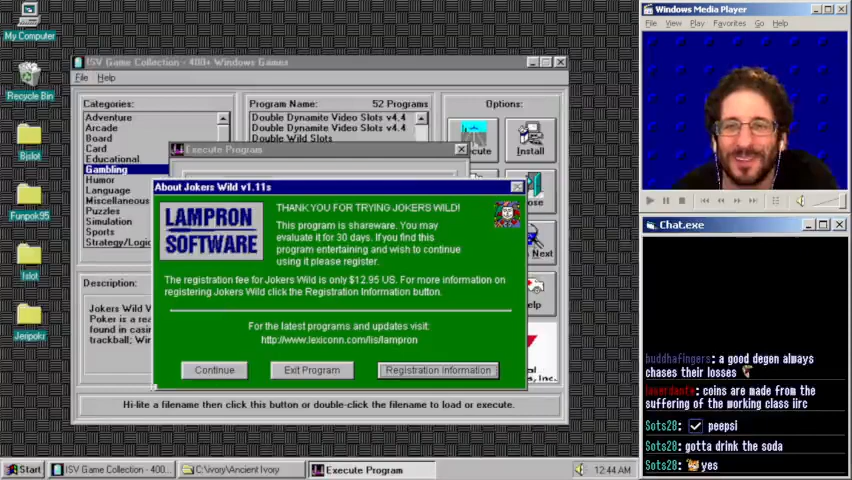 My Computer
Recycle Bin
Bjslot
Funpok95
Islot
Jeripokr
ISV Game Collection - 400+ Windows Games
File Help
Categories:
Adventure
Arcade
Board
Card
Educational
Gambling
Humor
Language
Miscellaneous
Puzzles
Simulation
Sports
Strategy/Logic
Program Name: 52 Programs
Double Dynamite Video Slots v4.4
Double Dynamite Video Slots v4.4
Double Wild Slots
Options:
Install
Execute Program
About Jokers Wild v1.11s
LAMPRON
SOFTWARE
THANK YOU FOR TRYING JOKERS WILD!
This program is shareware. You may
evaluate it for 30 days. If you find this
program entertaining and wish to continue
using it please register.
The registration fee for Jokers Wild is only $12.95 US. For more information on
registering Jokers Wild click the Registration Information button.
For the latest programs and updates visit:
http://www.lexiconn.com/lis/lampron
Continue
Exit Program
Registration Information
Description:
Jokers Wild V
Poker is a rea
found in casin
trackball; Win
Hi-lite a filename then click this button or double-click the filename to load or execute.
Windows Media Player
File View Play Favorites Go Help
Chat.exe
buddhafingers: a good degen always
chases their losses
laverdants: coins are made from the
suffering of the working class iirc
Sots28: peepsi
Sots28: gotta drink the soda
Sots28: yes
Start
ISV Game Collection - 400...
C:\ivory\Ancient Ivory
Execute Program
12:44 AM